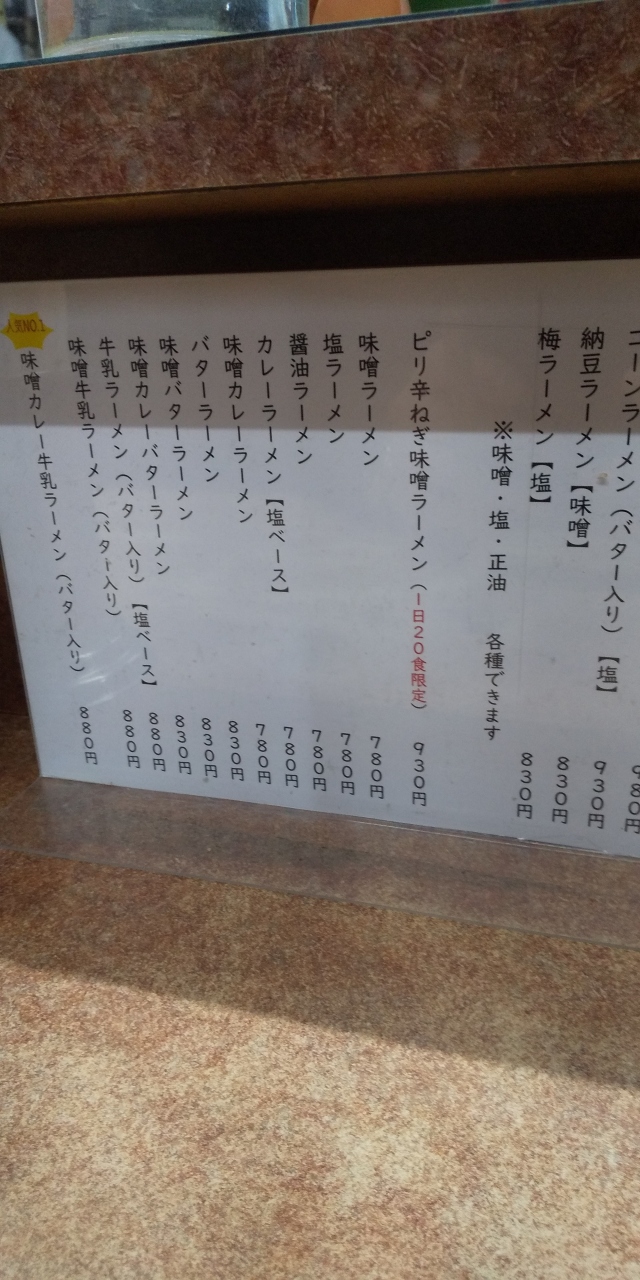 コーンラーメン（バター入り）【塩】 980円
納豆ラーメン【味噌】 930円
梅ラーメン【塩】 830円
830円
※味噌・塩・正油 各種できます
ピリ辛ねぎ味噌ラーメン（一日20食限定） 930円
味噌ラーメン 780円
塩ラーメン 780円
醤油ラーメン 780円
カレーラーメン【塩ベース】 780円
味噌カレーラーメン 780円
バターラーメン 830円
味噌バターラーメン 830円
味噌カレーバターラーメン 830円
牛乳ラーメン（バター入り）【塩ベース】 880円
味噌牛乳ラーメン（バター入り） 880円
人気NO.1
味噌カレー牛乳ラーメン（バター入り） 880円